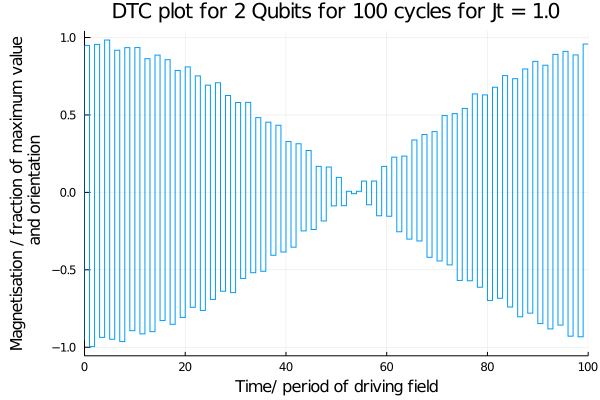 DTC plot for 2 Qubits for 100 cycles for Jt = 1.0
Magnetisation / fraction of maximum value
and orientation
1.0
0.5
0.0
−0.5
−1.0
0
20
40
60
80
100
Time/ period of driving field